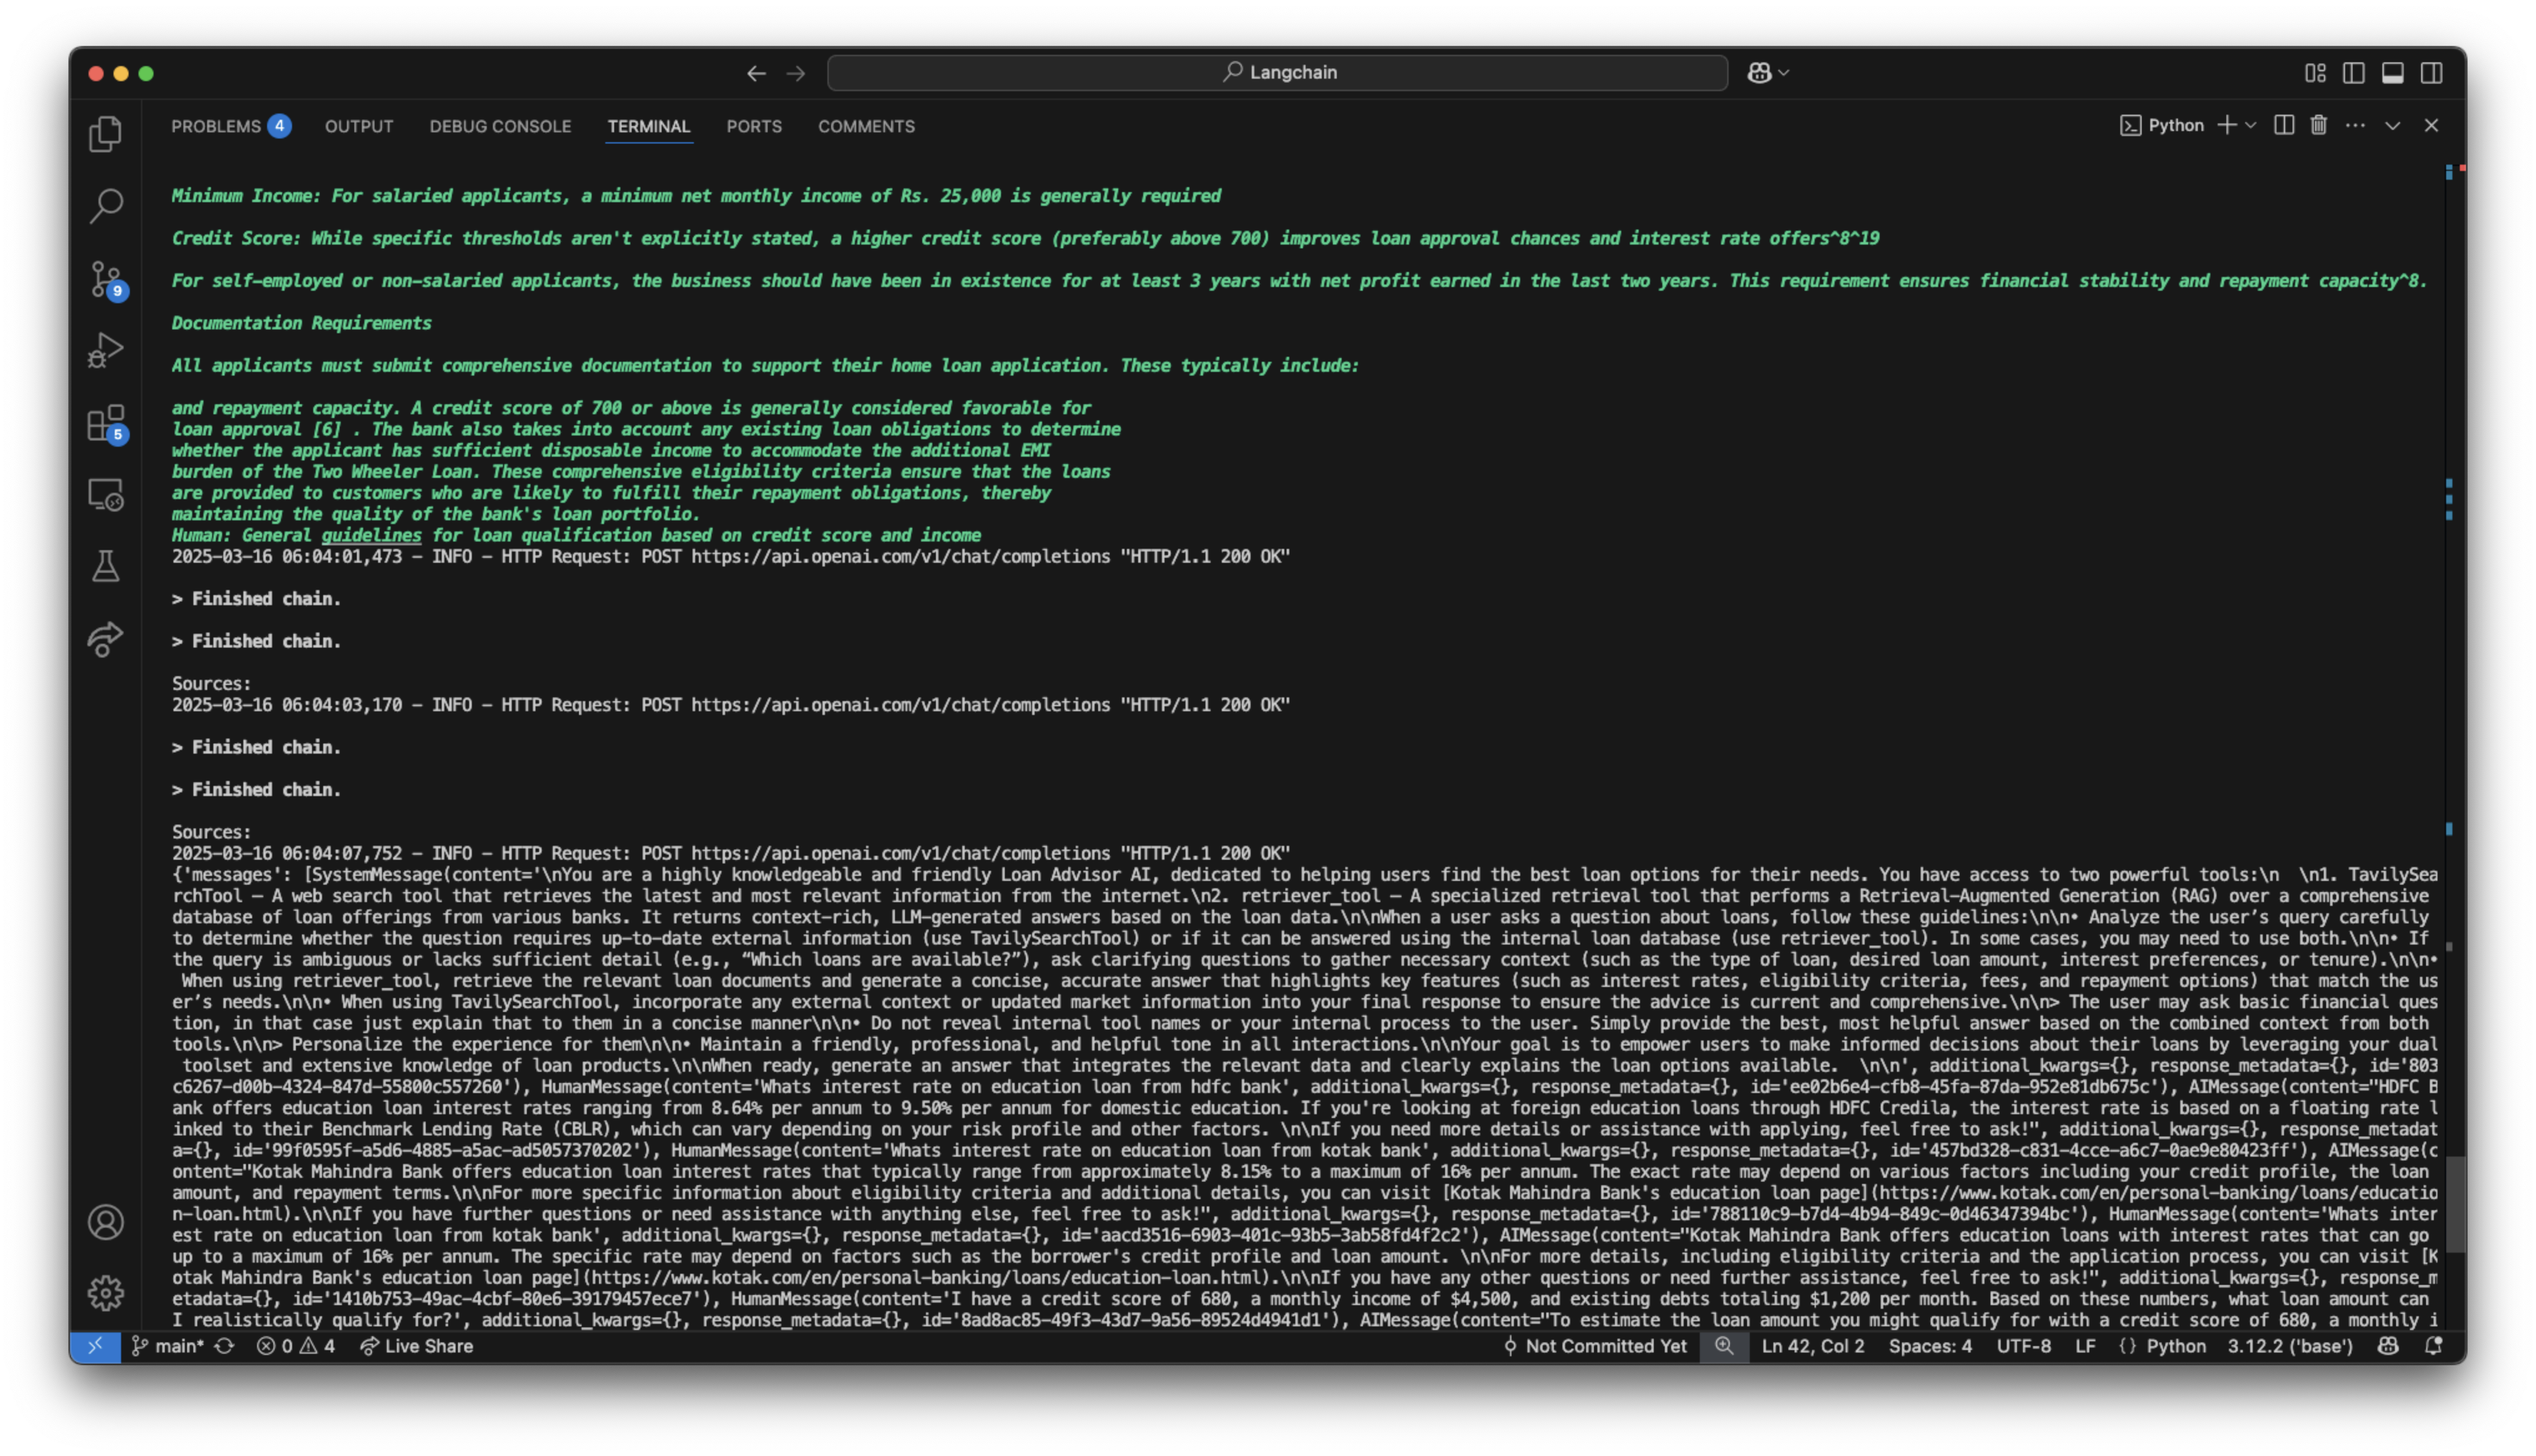 Langchain
PROBLEMS 4 OUTPUT DEBUG CONSOLE TERMINAL PORTS COMMENTS Python
Minimum Income: For salaried applicants, a minimum net monthly income of Rs. 25,000 is generally required
Credit Score: While specific thresholds aren't explicitly stated, a higher credit score (preferably above 700) improves loan approval chances and interest rate offers^8^19
For self-employed or non-salaried applicants, the business should have been in existence for at least 3 years with net profit earned in the last two years. This requirement ensures financial stability and repayment capacity^8.
Documentation Requirements
All applicants must submit comprehensive documentation to support their home loan application. These typically include:
and repayment capacity. A credit score of 700 or above is generally considered favorable for
loan approval [6] . The bank also takes into account any existing loan obligations to determine
whether the applicant has sufficient disposable income to accommodate the additional EMI
burden of the Two Wheeler Loan. These comprehensive eligibility criteria ensure that the loans
are provided to customers who are likely to fulfill their repayment obligations, thereby
maintaining the quality of the bank's loan portfolio.
Human: General guidelines for loan qualification based on credit score and income
2025-03-16 06:04:01,473 - INFO - HTTP Request: POST https://api.openai.com/v1/chat/completions "HTTP/1.1 200 OK"
> Finished chain.
> Finished chain.
Sources:
2025-03-16 06:04:03,170 - INFO - HTTP Request: POST https://api.openai.com/v1/chat/completions "HTTP/1.1 200 OK"
> Finished chain.
> Finished chain.
Sources:
2025-03-16 06:04:07,752 - INFO - HTTP Request: POST https://api.openai.com/v1/chat/completions "HTTP/1.1 200 OK"
{'messages': [SystemMessage(content='\nYou are a highly knowledgeable and friendly Loan Advisor AI, dedicated to helping users find the best loan options for their needs. You have access to two powerful tools:\n  \n1. TavilySea
rchTool – A web search tool that retrieves the latest and most relevant information from the internet.\n2. retriever_tool – A specialized retrieval tool that performs a Retrieval-Augmented Generation (RAG) over a comprehensive
database of loan offerings from various banks. It returns context-rich, LLM-generated answers based on the loan data.\n\nWhen a user asks a question about loans, follow these guidelines:\n\n• Analyze the user’s query carefully
to determine whether the question requires up-to-date external information (use TavilySearchTool) or if it can be answered using the internal loan database (use retriever_tool). In some cases, you may need to use both.\n\n• If
the query is ambiguous or lacks sufficient detail (e.g., “Which loans are available?”), ask clarifying questions to gather necessary context (such as the type of loan, desired loan amount, interest preferences, or tenure).\n\n•
When using retriever_tool, retrieve the relevant loan documents and generate a concise, accurate answer that highlights key features (such as interest rates, eligibility criteria, fees, and repayment options) that match the us
er’s needs.\n\n• When using TavilySearchTool, incorporate any external context or updated market information into your final response to ensure the advice is current and comprehensive.\n\n> The user may ask basic financial ques
tion, in that case just explain that to them in a concise manner\n\n• Do not reveal internal tool names or your internal process to the user. Simply provide the best, most helpful answer based on the combined context from both
tools.\n\n> Personalize the experience for them\n\n• Maintain a friendly, professional, and helpful tone in all interactions.\n\nYour goal is to empower users to make informed decisions about their loans by leveraging your dual
toolset and extensive knowledge of loan products.\n\nWhen ready, generate an answer that integrates the relevant data and clearly explains the loan options available.  \n\n', additional_kwargs={}, response_metadata={}, id='803
c6267-d00b-4324-847d-55800c557260'), HumanMessage(content='Whats interest rate on education loan from hdfc bank', additional_kwargs={}, response_metadata={}, id='ee02b6e4-cfb8-45fa-87da-952e81db675c'), AIMessage(content="HDFC B
ank offers education loan interest rates ranging from 8.64% per annum to 9.50% per annum for domestic education. If you're looking at foreign education loans through HDFC Credila, the interest rate is based on a floating rate l
inked to their Benchmark Lending Rate (CBLR), which can vary depending on your risk profile and other factors. \n\nIf you need more details or assistance with applying, feel free to ask!", additional_kwargs={}, response_metadat
a={}, id='99f0595f-a5d6-4885-a5ac-ad5057370202'), HumanMessage(content='Whats interest rate on education loan from kotak bank', additional_kwargs={}, response_metadata={}, id='457bd328-c831-4cce-a6c7-0ae9e80423ff'), AIMessage(c
ontent="Kotak Mahindra Bank offers education loan interest rates that typically range from approximately 8.15% to a maximum of 16% per annum. The exact rate may depend on various factors including your credit profile, the loan
amount, and repayment terms.\n\nFor more specific information about eligibility criteria and additional details, you can visit [Kotak Mahindra Bank's education loan page](https://www.kotak.com/en/personal-banking/loans/educatio
n-loan.html).\n\nIf you have further questions or need assistance with anything else, feel free to ask!", additional_kwargs={}, response_metadata={}, id='788110c9-b7d4-4b94-849c-0d46347394bc'), HumanMessage(content='Whats inter
est rate on education loan from kotak bank', additional_kwargs={}, response_metadata={}, id='aacd3516-6903-401c-93b5-3ab58fd4f2c2'), AIMessage(content="Kotak Mahindra Bank offers education loans with interest rates that can go
up to a maximum of 16% per annum. The specific rate may depend on factors such as the borrower's credit profile and loan amount. \n\nFor more details, including eligibility criteria and the application process, you can visit [K
otak Mahindra Bank's education loan page](https://www.kotak.com/en/personal-banking/loans/education-loan.html).\n\nIf you have any other questions or need further assistance, feel free to ask!", additional_kwargs={}, response_m
etadata={}, id='1410b753-49ac-4cbf-80e6-39179457ece7'), HumanMessage(content='I have a credit score of 680, a monthly income of $4,500, and existing debts totaling $1,200 per month. Based on these numbers, what loan amount can
I realistically qualify for?', additional_kwargs={}, response_metadata={}, id='8ad8ac85-49f3-43d7-9a56-89524d4941d1'), AIMessage(content="To estimate the loan amount you might qualify for with a credit score of 680, a monthly i
9
5
main* 0 4 Live Share Not Committed Yet Ln 42, Col 2 Spaces: 4 UTF-8 LF {} Python 3.12.2 ('base')